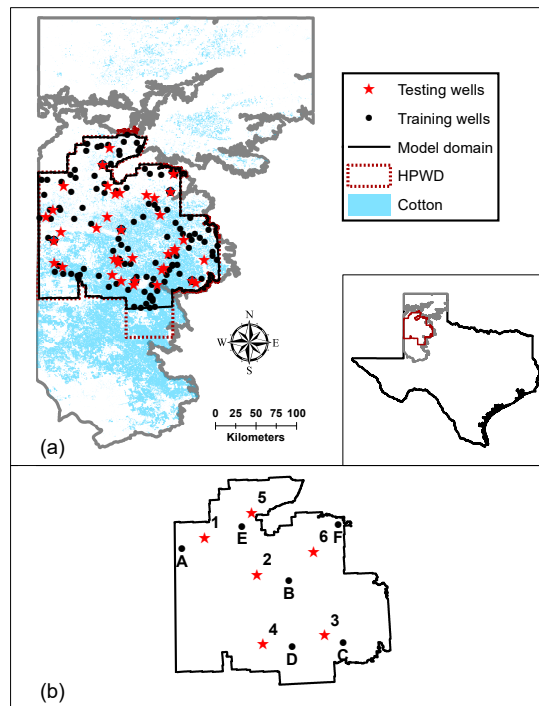 Testing wells
Training wells
Model domain
HPWD
Cotton
N
W E
S
0 25 50 75 100
Kilometers
(a)
5
1
E
F
6
A
2
B
3
4
D
C
(b)